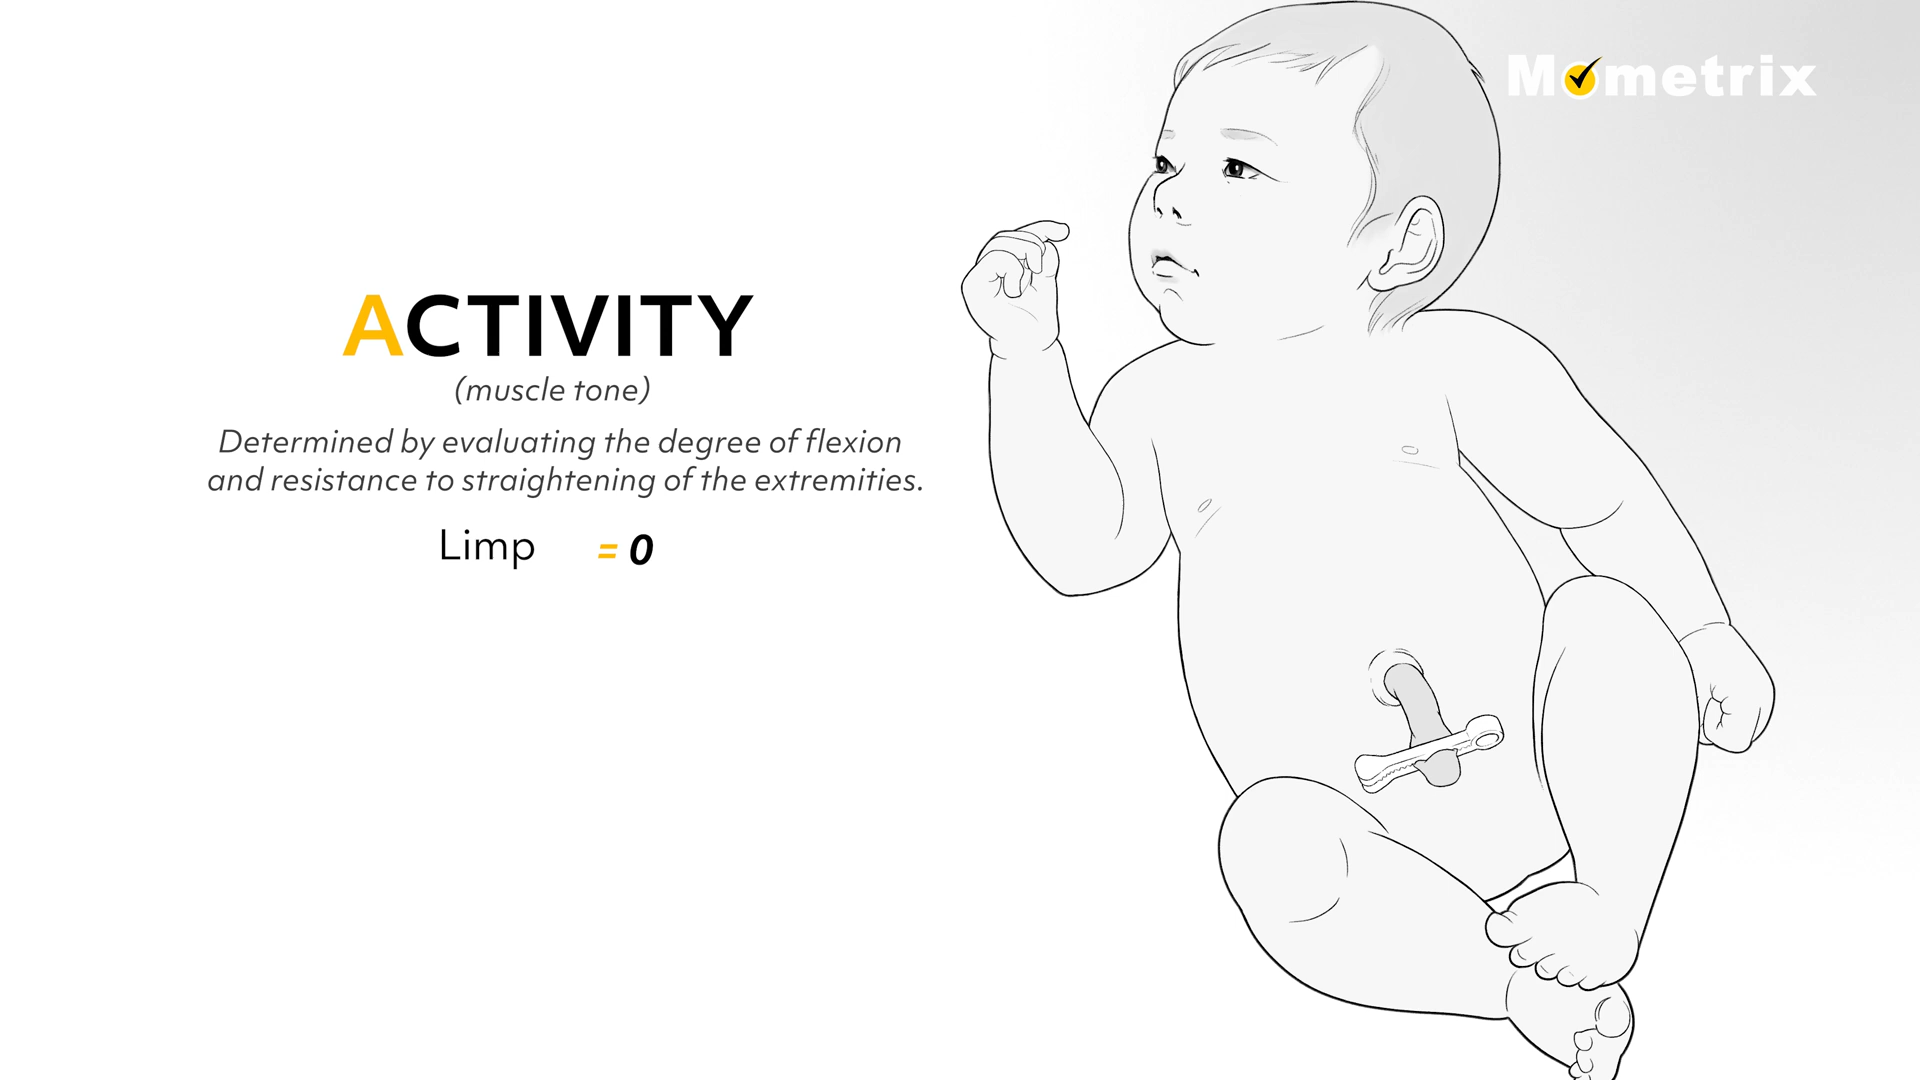 Mometrix
ACTIVITY
(muscle tone)
Determined by evaluating the degree of flexion
and resistance to straightening of the extremities.
Limp = 0